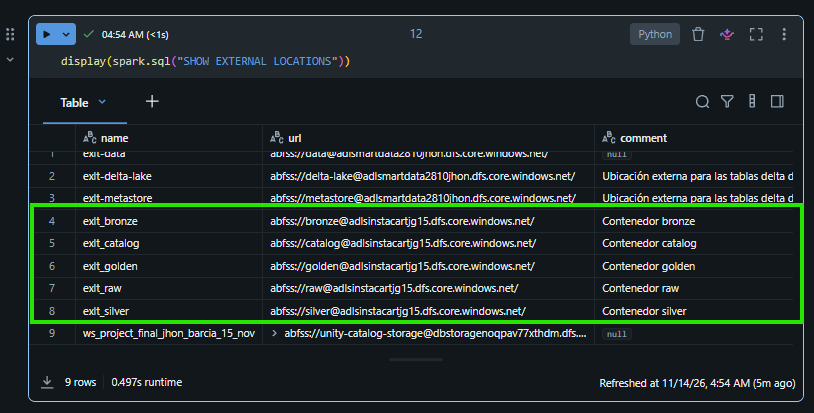 04:54 AM (<1s)
12
Python
display(spark.sql("SHOW EXTERNAL LOCATIONS"))
Table
name url comment
1 exlt-data abfss://data@adlsmartdata2810jhon.dfs.core.windows.net/ null
2 exlt-delta-lake abfss://delta-lake@adlsmartdata2810jhon.dfs.core.windows.net/ Ubicación externa para las tablas delta d
3 exlt-metastore abfss://metastore@adlsmartdata2810jhon.dfs.core.windows.net/ Ubicación externa para las tablas delta d
4 exlt_bronze abfss://bronze@adlsinstacartjg15.dfs.core.windows.net/ Contenedor bronze
5 exlt_catalog abfss://catalog@adlsinstacartjg15.dfs.core.windows.net/ Contenedor catalog
6 exlt_golden abfss://golden@adlsinstacartjg15.dfs.core.windows.net/ Contenedor golden
7 exlt_raw abfss://raw@adlsinstacartjg15.dfs.core.windows.net/ Contenedor raw
8 exlt_silver abfss://silver@adlsinstacartjg15.dfs.core.windows.net/ Contenedor silver
9 ws_project_final_jhon_barcia_15_nov abfss://unity-catalog-storage@dbstoragenoqpav77xthdm.dfs.... null
9 rows 0.497s runtime
Refreshed at 11/14/26, 4:54 AM (5m ago)